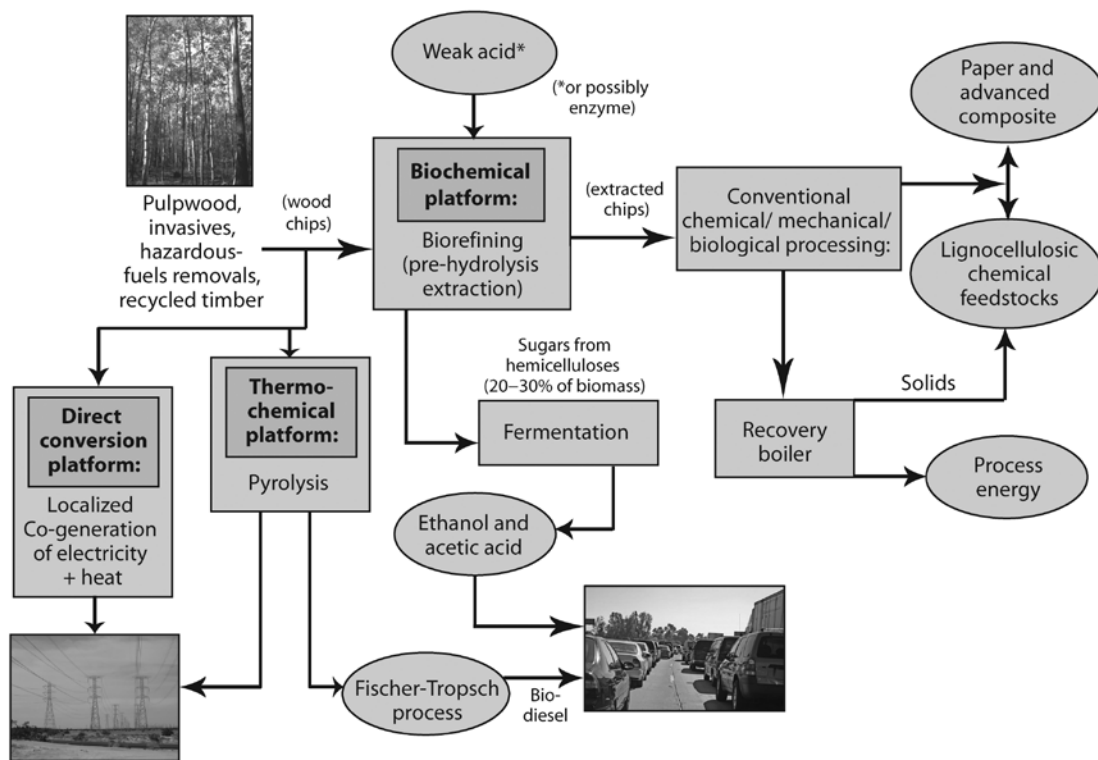 Weak acid*
(*or possibly
enzyme)
Paper and
advanced
composite
Pulpwood,
invasives,
hazardous-
fuels removals,
recycled timber
(wood
chips)
Biochemical
platform:
Biorefining
(pre-hydrolysis
extraction)
(extracted
chips)
Conventional
chemical/ mechanical/
biological processing:
Lignocellulosic
chemical
feedstocks
Direct
conversion
platform:
Localized
Co-generation
of electricity
+ heat
Thermo-
chemical
platform:
Pyrolysis
Sugars from
hemicelluloses
(20–30% of biomass)
Fermentation
Recovery
boiler
Solids
Process
energy
Ethanol and
acetic acid
Fischer-Tropsch
process
Bio-
diesel